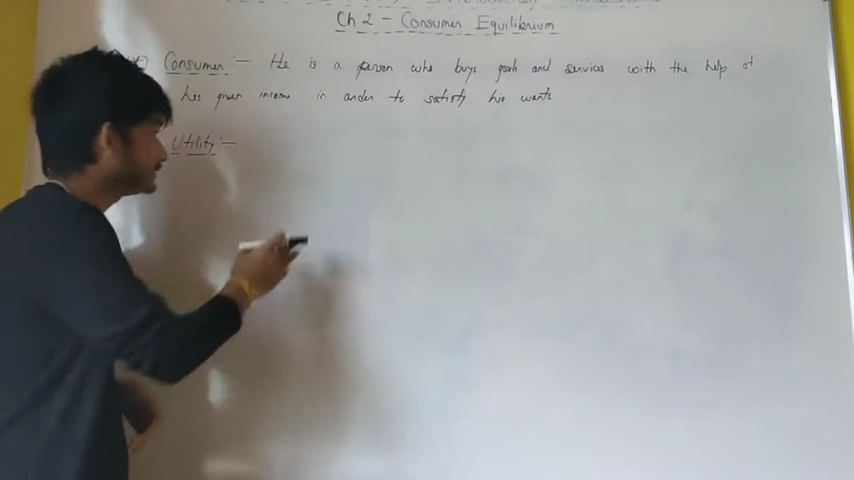 Ch 2 - Consumer Equilibrium
Consumer :- He is a person who buys goods and services with the help of
his given income in order to satisfy his wants
Utility :-